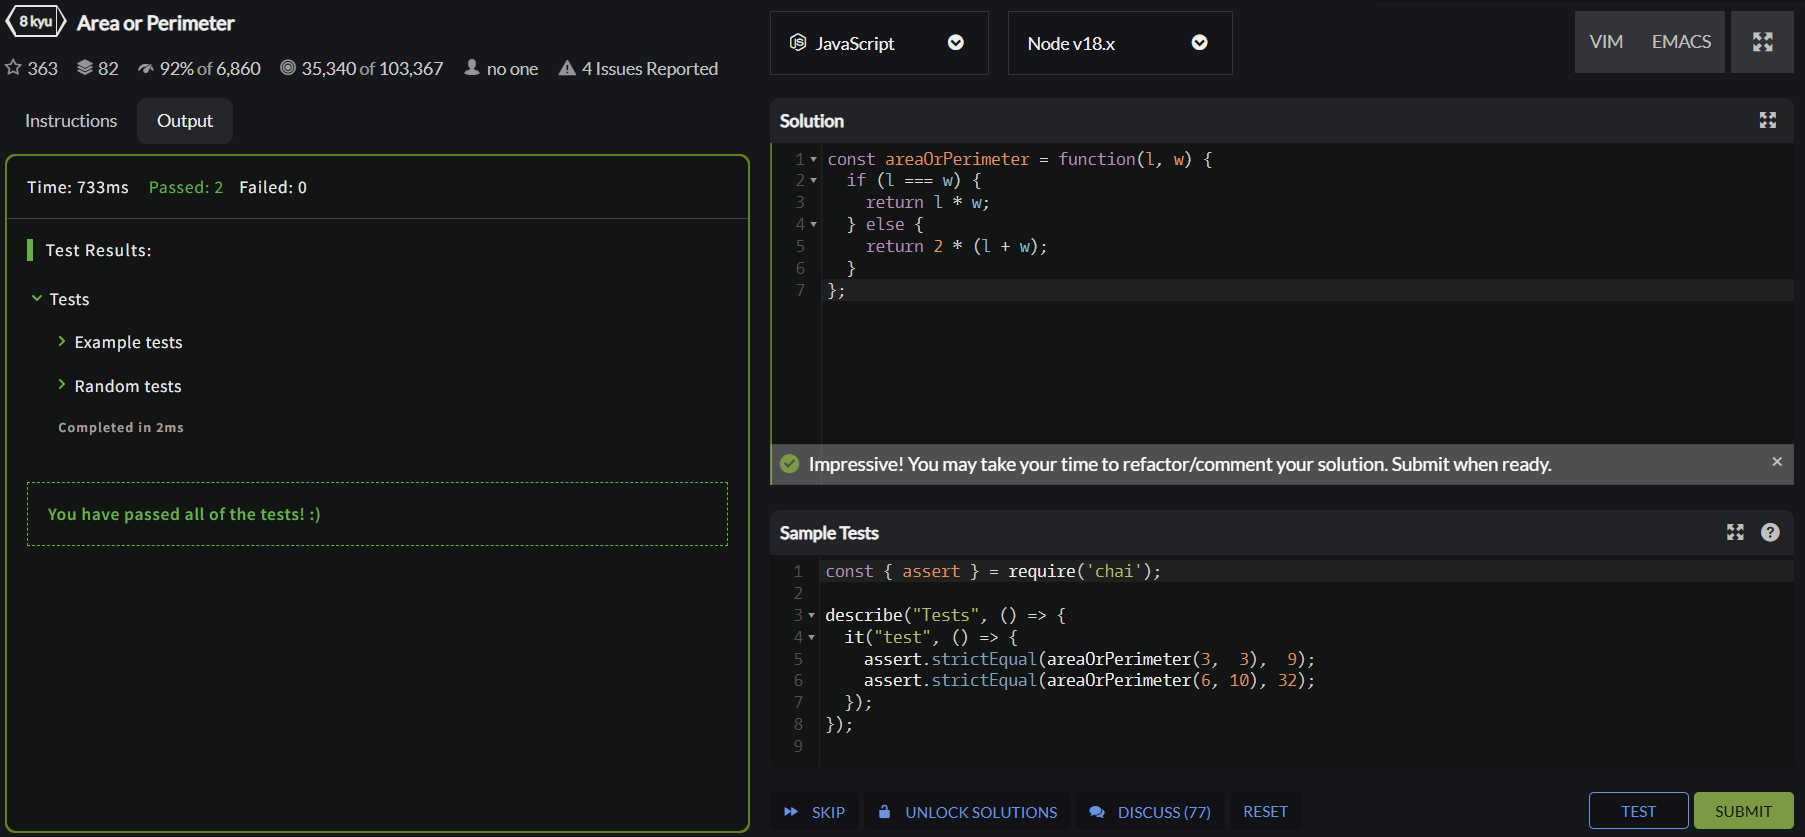 8 kyu Area or Perimeter
363 82 92% of 6,860 35,340 of 103,367 no one 4 Issues Reported
Instructions Output
Time: 733ms Passed: 2 Failed: 0
Test Results:
Tests
Example tests
Random tests
Completed in 2ms
You have passed all of the tests! :)
JavaScript Node v18.x VIM EMACS
Solution
1 const areaOrPerimeter = function(l, w) {
2 if (l === w) {
3 return l * w;
4 } else {
5 return 2 * (l + w);
6 }
7 };
Impressive! You may take your time to refactor/comment your solution. Submit when ready. ×
Sample Tests ?
1 const { assert } = require('chai');
2
3 describe("Tests", () => {
4 it("test", () => {
5 assert.strictEqual(areaOrPerimeter(3, 3), 9);
6 assert.strictEqual(areaOrPerimeter(6, 10), 32);
7 });
8 });
9
SKIP UNLOCK SOLUTIONS DISCUSS (77) RESET TEST SUBMIT